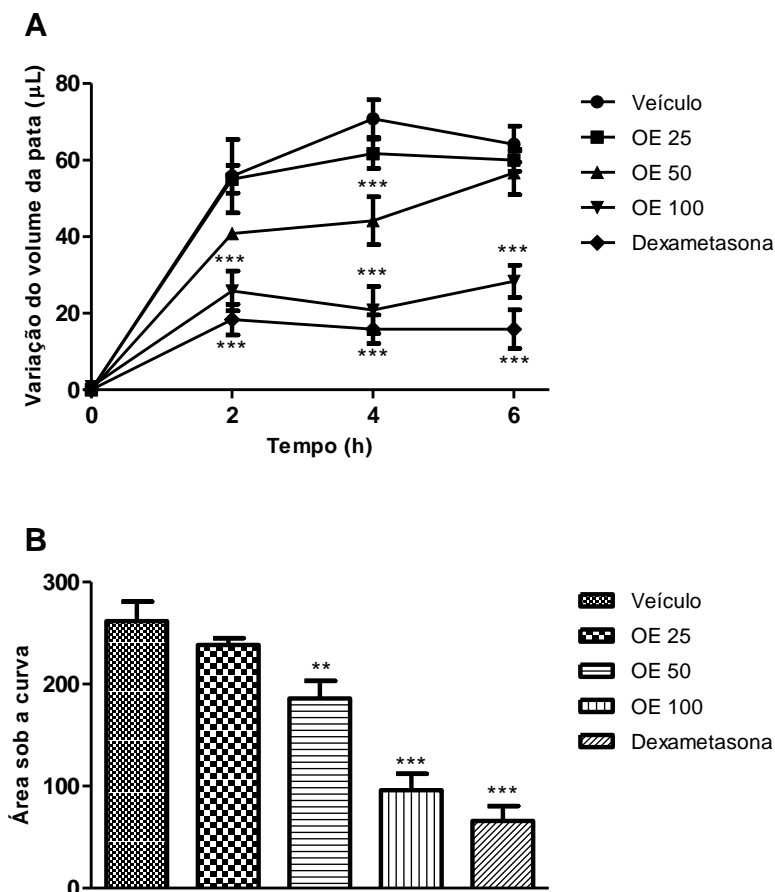 A
Variação do volume da pata (µL)
80
60
40
20
0
0 2 4 6
Tempo (h)
***
***
***
***
***
***
***
Veículo
OE 25
OE 50
OE 100
Dexametasona
B
Área sob a curva
300
200
100
0
**
***
***
Veículo
OE 25
OE 50
OE 100
Dexametasona